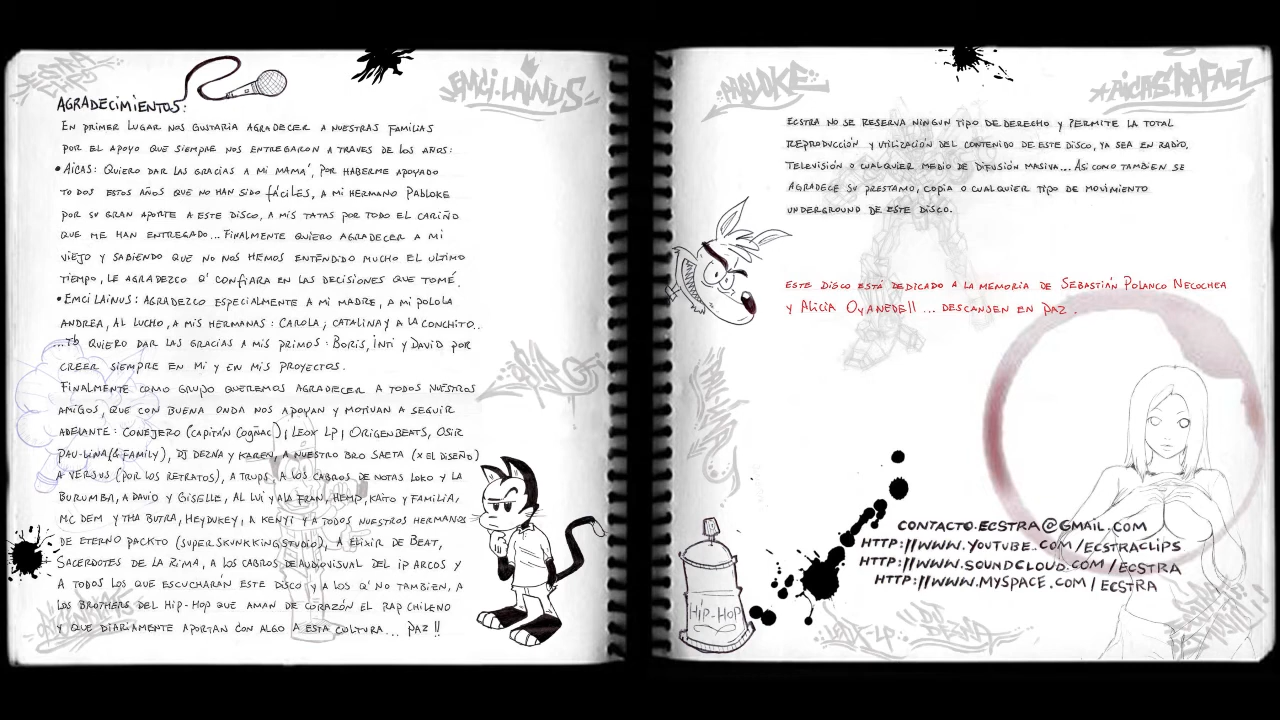 AGRADECIMIENTOS:
EN PRIMER LUGAR NOS GUSTARIA AGRADECER A NUESTRAS FAMILIAS
POR EL APOYO QUE SIEMPRE NOS ENTREGARON A TRAVES DE LOS AÑOS:
• AICAS: QUIERO DAR LAS GRACIAS A MI MAMÁ, POR HABERME APOYADO
TODOS ESTOS AÑOS QUE NO HAN SIDO FÁCILES, A MI HERMANO PABLOKE
POR SU GRAN APORTE A ESTE DISCO, A MIS TATAS POR TODO EL CARIÑO
QUE ME HAN ENTREGADO... FINALMENTE QUIERO AGRADECER A MI
VIEJO Y SABIENDO QUE NO NOS HEMOS ENTENDIDO MUCHO EL ULTIMO
TIEMPO, LE AGRADEZCO Q' CONFIARA EN LAS DECISIONES QUE TOMÉ.
• EMCI LAINUS: AGRADEZCO ESPECIALMENTE A MI MADRE, A MI POLOLA
ANDREA, AL LUCHO, A MIS HERMANAS: CAROLA, CATALINA Y A LA CONCHITO..
...TB QUIERO DAR LAS GRACIAS A MIS PRIMOS: BORIS, INTI Y DAVID POR
CREER SIEMPRE EN MI Y EN MIS PROYECTOS.
FINALMENTE COMO GRUPO QUEREMOS AGRADECER A TODOS NUESTROS
AMIGOS, QUE CON BUENA ONDA NOS APOYAN Y MOTIVAN A SEGUIR
ADELANTE: CONEJERO (CAPITÁN COGÑAC), LEOX LP, ORIGENBEATS, OSIR
PAU-LINA(& FAMILY), DJ DEZNA Y KAREN, A NUESTRO BRO SAETA (X EL DISEÑO)
A VERSUS (POR LOS RETRATOS), A TRUPS, A LOS CABROS DE NOTAS LOKO Y LA
BURUMBA, A DAVID Y GISELLE, AL LUI Y ALA FRAN, HEMP, KAITO Y FAMILIA,
MC DEM Y THA BUTRA, HEYDUKEY, A KENYI Y A TODOS NUESTROS HERMANOS
DE ETERNO PACKTO (SUPERSKUNKKINGSTUDIO), A ELIXIR DE BEAT,
SACERDOTES DE LA RIMA, A LOS CABROS DE AUDIOVISUAL DEL IP ARCOS Y
A TODOS LOS QUE ESCUCHARÁN ESTE DISCO Y A LOS Q' NO TAMBIEN, A
LOS BROTHERS DEL HIP-HOP QUE AMAN DE CORAZÓN EL RAP CHILENO
Y QUE DIARIAMENTE APORTAN CON ALGO A ESTA CULTURA... PAZ !!
EMCI-LAINUS
PABLOKE
AICAS RAFAEL
ECSTRA NO SE RESERVA NINGUN TIPO DE DERECHO Y PERMITE LA TOTAL
REPRODUCCIÓN Y UTILIZACIÓN DEL CONTENIDO DE ESTE DISCO, YA SEA EN RADIO,
TELEVISIÓN O CUALQUIER MEDIO DE DIFUSIÓN MASIVA... ASI COMO TAMBIEN SE
AGRADECE SU PRESTAMO, COPIA O CUALQUIER TIPO DE MOVIMIENTO
UNDERGROUND DE ESTE DISCO.
ESTE DISCO ESTÁ DEDICADO A LA MEMORIA DE SEBASTIÁN POLANCO NECOCHEA
Y ALICIA OYANEDELL ... DESCANSEN EN PAZ.
HIP-HOP
CONTACTO.ECSTRA@GMAIL.COM
HTTP://WWW.YOUTUBE.COM/ECSTRACLIPS
HTTP://WWW.SOUNDCLOUD.COM/ECSTRA
HTTP://WWW.MYSPACE.COM/ECSTRA